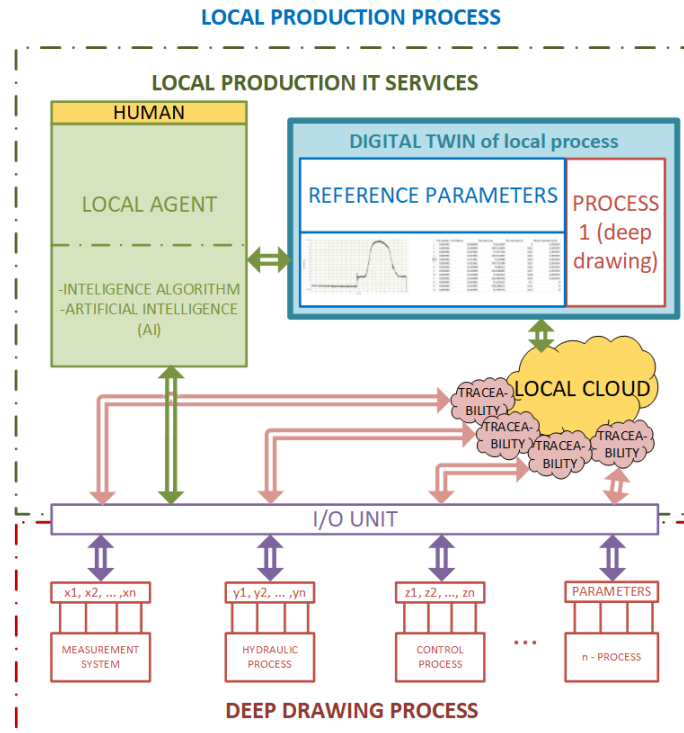 LOCAL PRODUCTION PROCESS
LOCAL PRODUCTION IT SERVICES
HUMAN
LOCAL AGENT
-INTELIGENCE ALGORITHM
-ARTIFICIAL INTELLIGENCE
(AI)
DIGITAL TWIN of local process
REFERENCE PARAMETERS
PROCESS
1 (deep
drawing)
LOCAL CLOUD
TRACEA-
BILITY
TRACEA-
BILITY
TRACEA-
BILITY
TRACEA-
BILITY
I/O UNIT
x1, x2, ... ,xn
MEASUREMENT
SYSTEM
y1, y2, ... ,yn
HYDRAULIC
PROCESS
z1, z2, ..., zn
CONTROL
PROCESS
...
PARAMETERS
n - PROCESS
DEEP DRAWING PROCESS